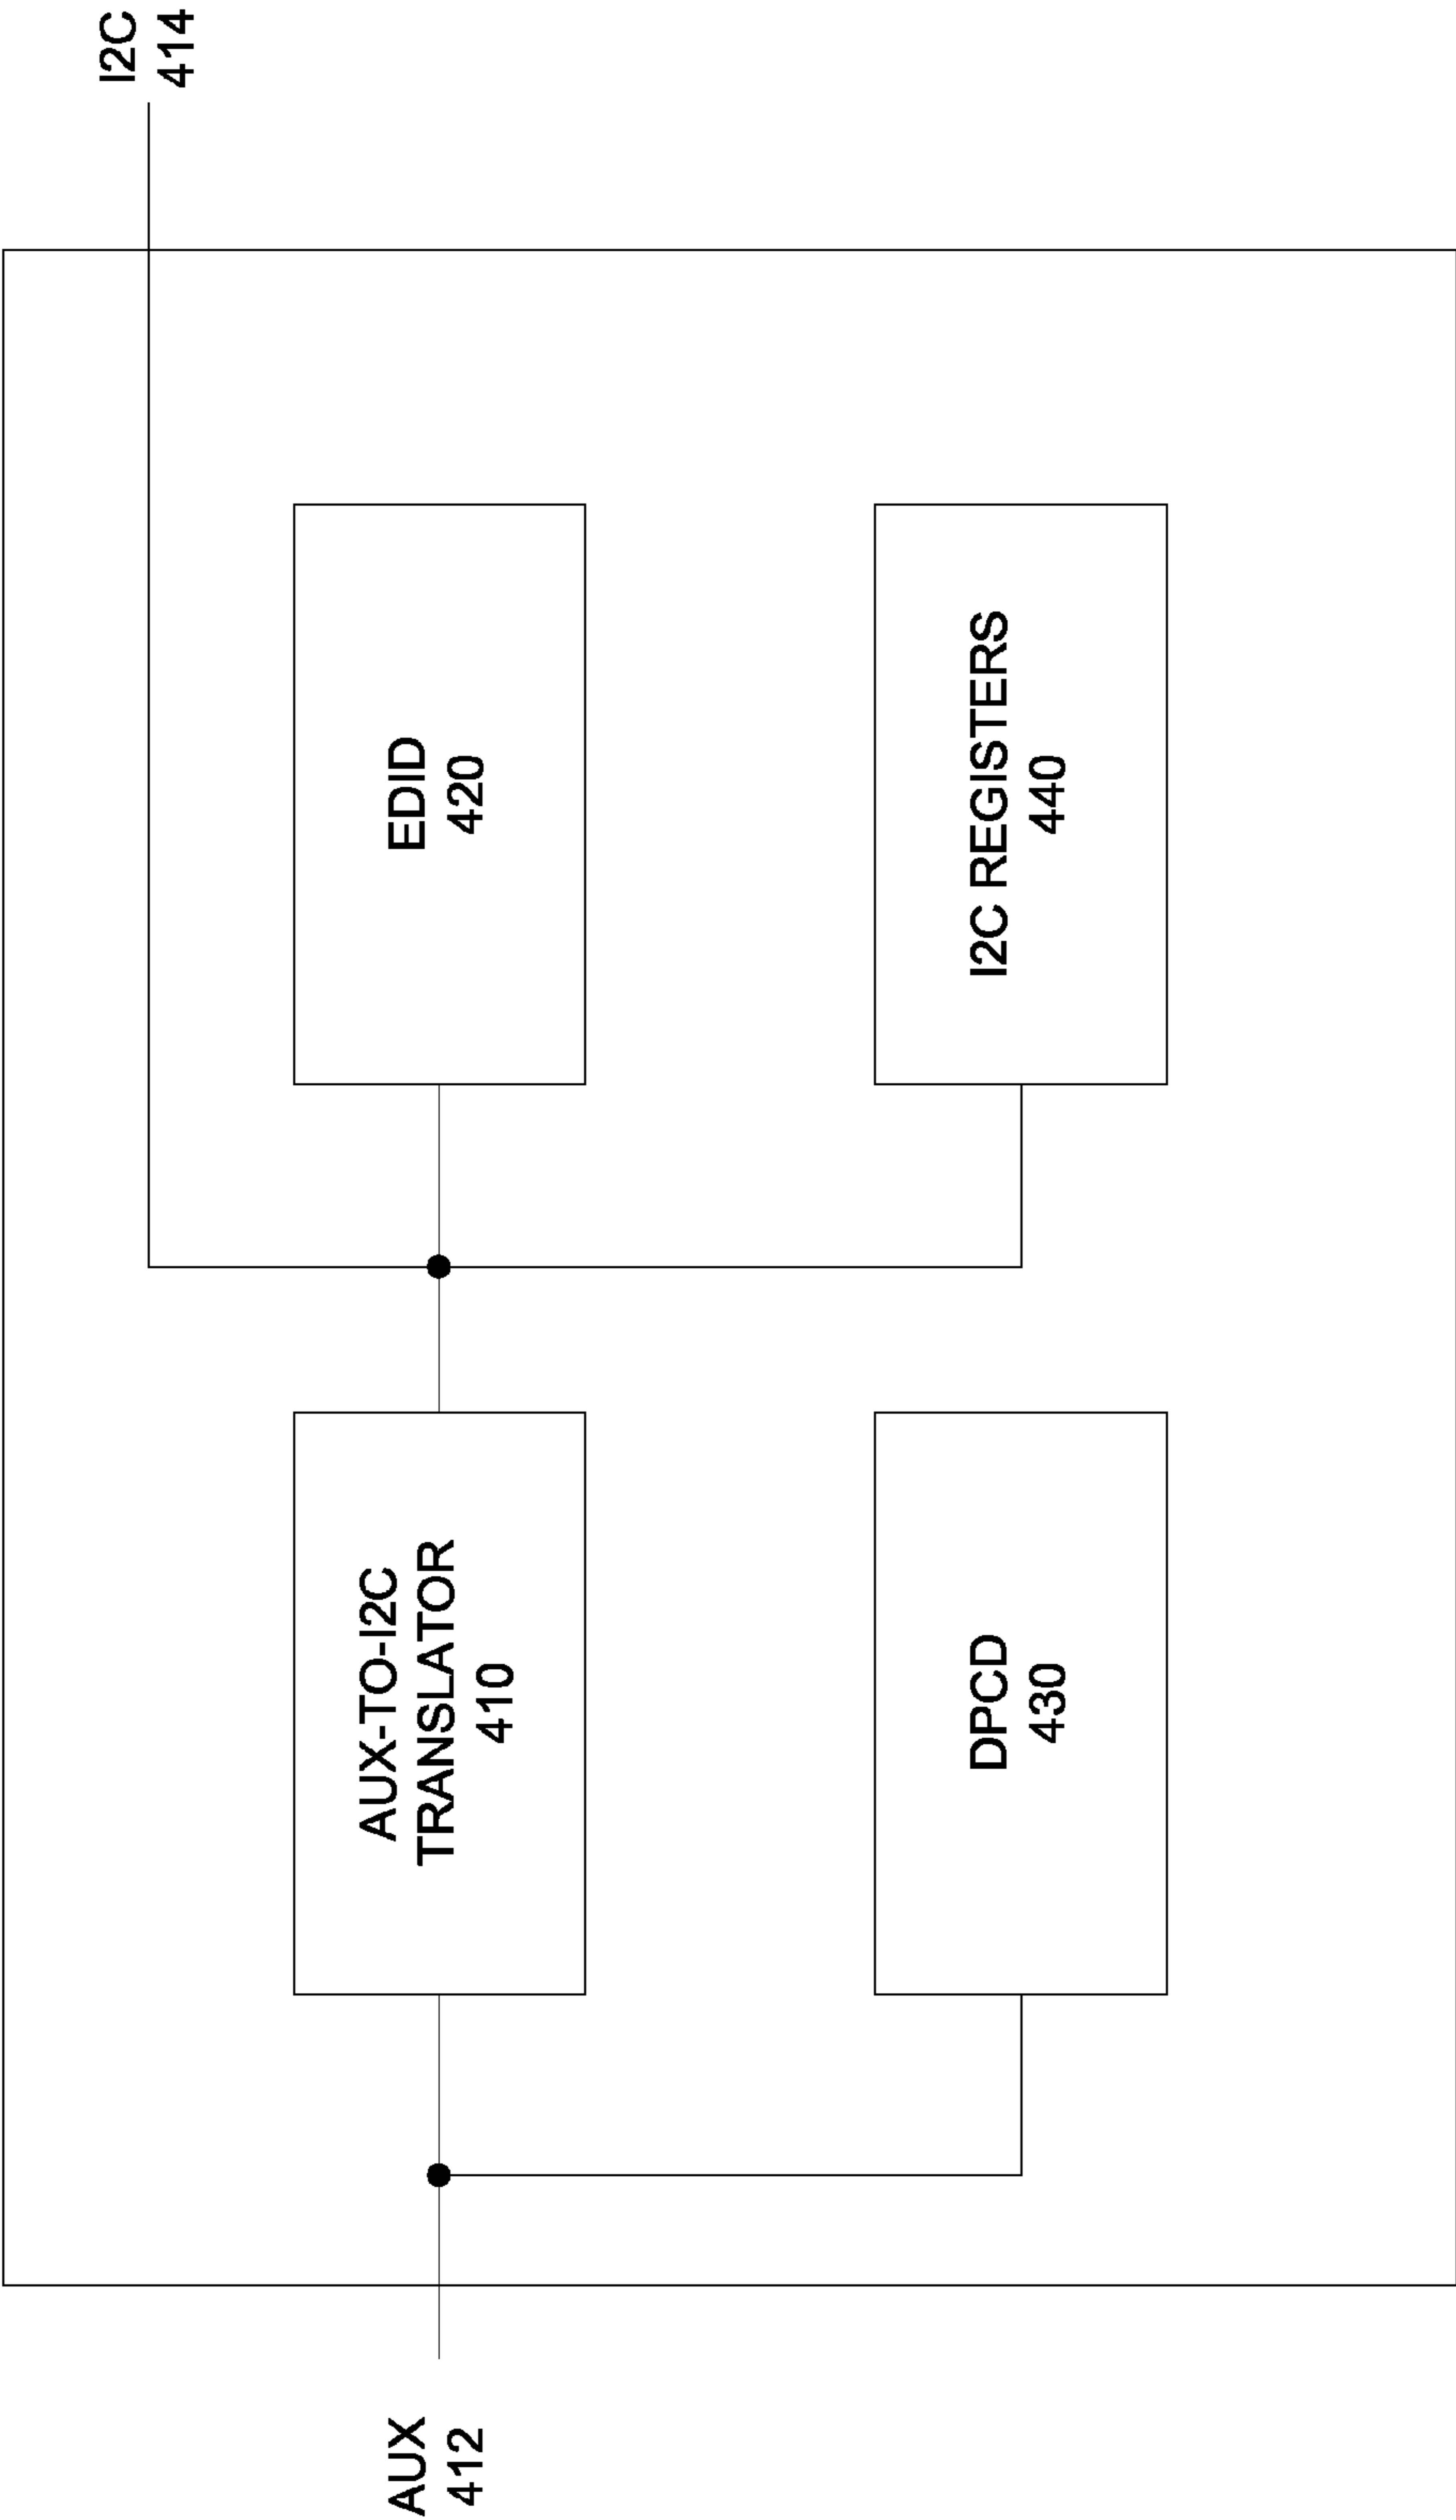 I2C
414
AUX
412
AUX-TO-I2C
TRANSLATOR
410
EDID
420
DPCD
430
I2C REGISTERS
440